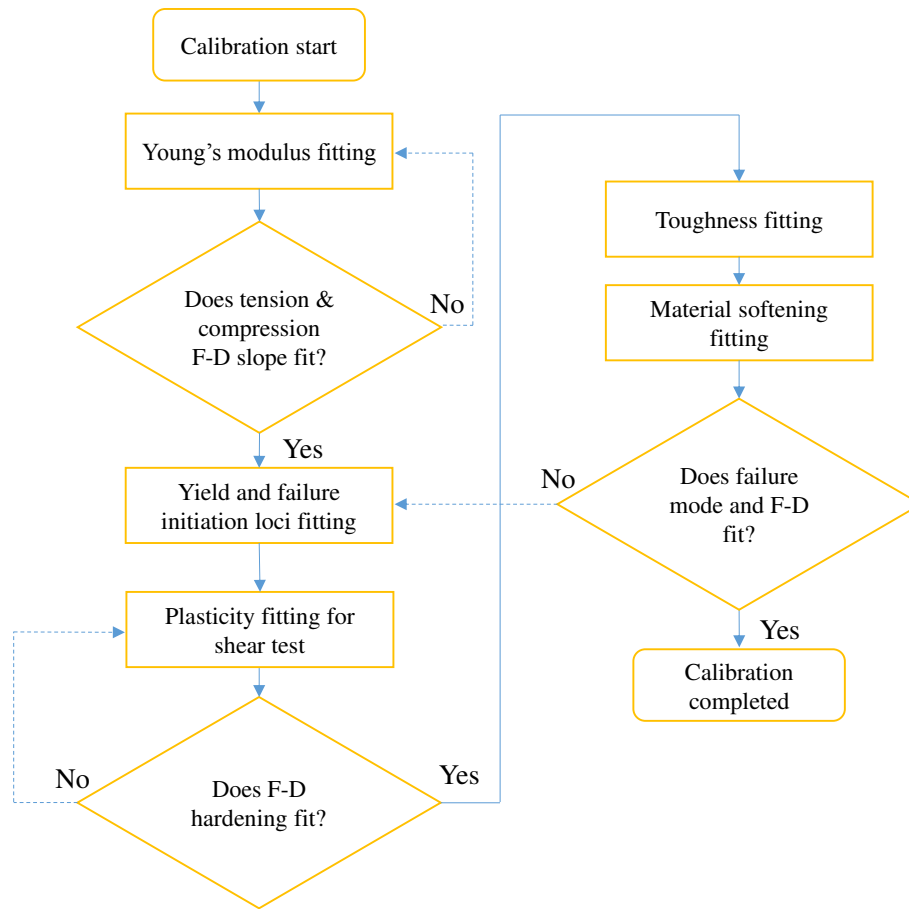 Calibration start
Young’s modulus fitting
Does tension &
compression
F-D slope fit?
No
Yes
Yield and failure
initiation loci fitting
Plasticity fitting for
shear test
Does F-D
hardening fit?
No
Yes
Toughness fitting
Material softening
fitting
Does failure
mode and F-D
fit?
No
Yes
Calibration
completed